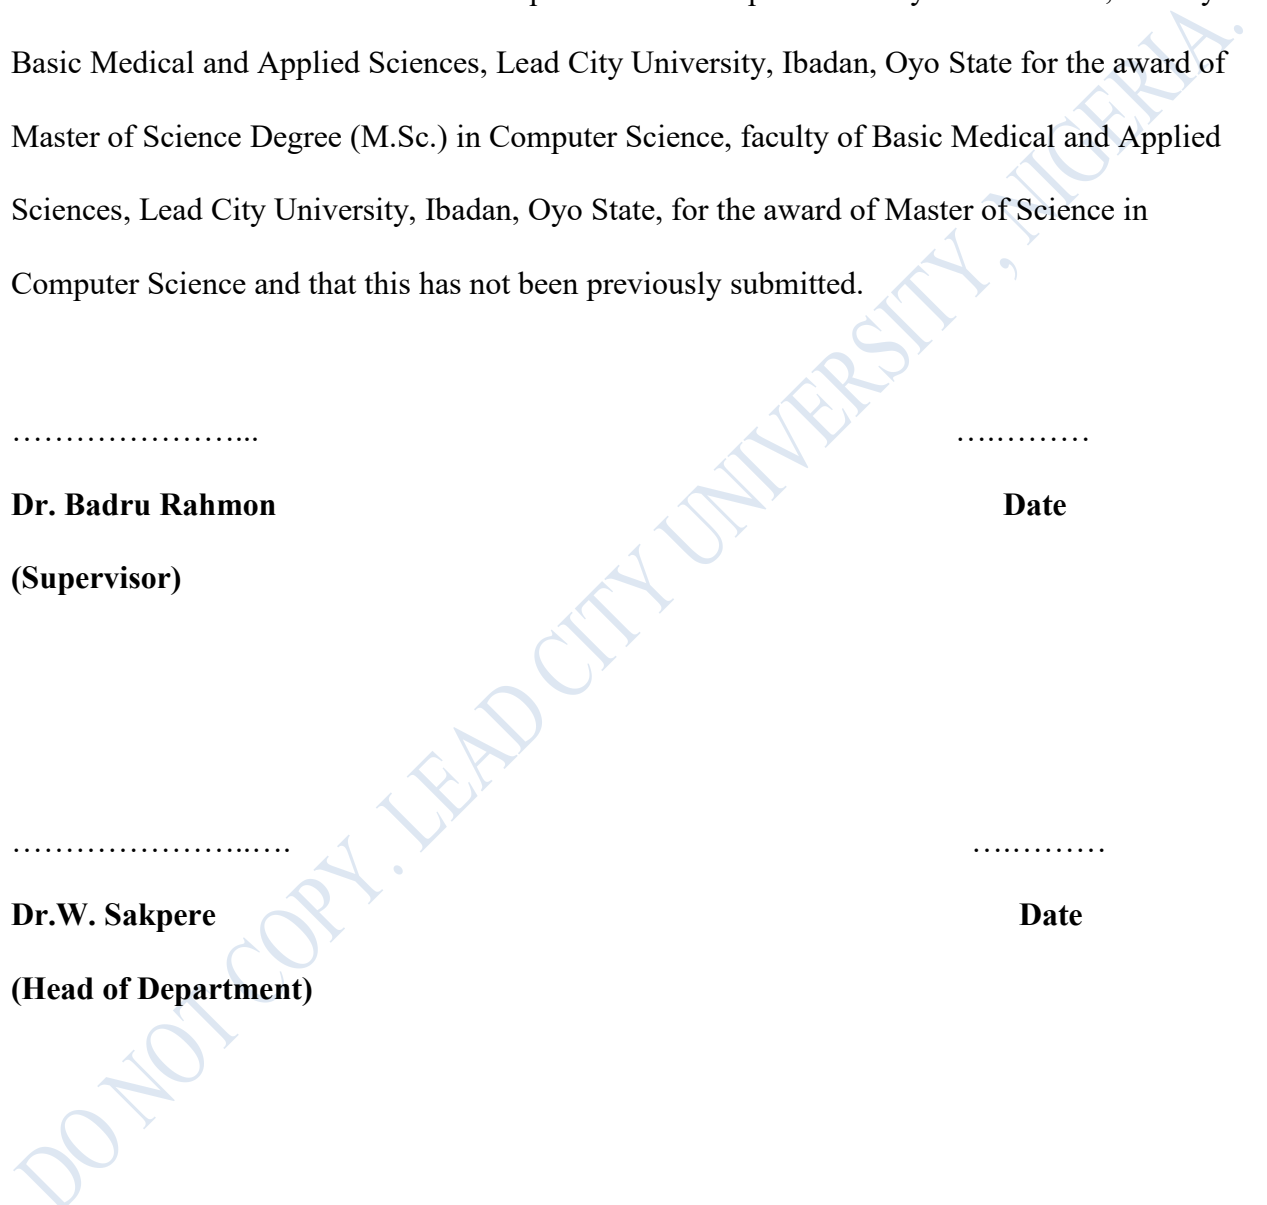 Basic Medical and Applied Sciences, Lead City University, Ibadan, Oyo State for the award of
Master of Science Degree (M.Sc.) in Computer Science, faculty of Basic Medical and Applied
Sciences, Lead City University, Ibadan, Oyo State, for the award of Master of Science in
Computer Science and that this has not been previously submitted.
…………………... ….………
Dr. Badru Rahmon Date
(Supervisor)
…………………..…. ….………
Dr.W. Sakpere Date
(Head of Department)
DO NOT COPY. LEAD CITY UNIVERSITY, NIGERIA.